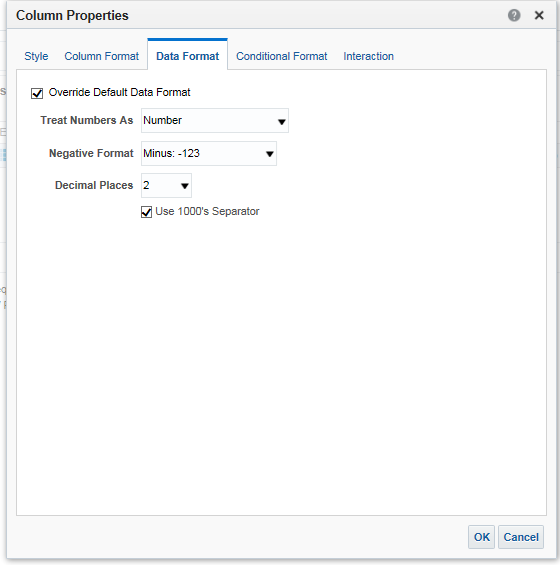 Column Properties
Style Column Format Data Format Conditional Format Interaction
Override Default Data Format
Treat Numbers As Number
Negative Format Minus: -123
Decimal Places 2
Use 1000's Separator
OK Cancel